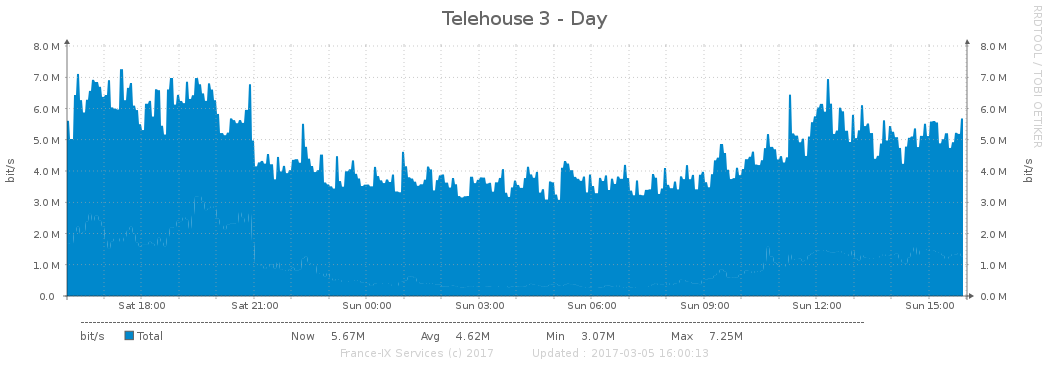 Telehouse 3 - Day
RRDTOOL / TOBI OETIKER
8.0 M 8.0 M
7.0 M 7.0 M
6.0 M 6.0 M
5.0 M 5.0 M
4.0 M 4.0 M
3.0 M 3.0 M
2.0 M 2.0 M
1.0 M 1.0 M
0.0 0.0 M
bit/s bit/s
Sat 18:00 Sat 21:00 Sun 00:00 Sun 03:00 Sun 06:00 Sun 09:00 Sun 12:00 Sun 15:00
bit/s Total Now 5.67M Avg 4.62M Min 3.07M Max 7.25M
France-IX Services (c) 2017 Updated : 2017-03-05 16:00:13